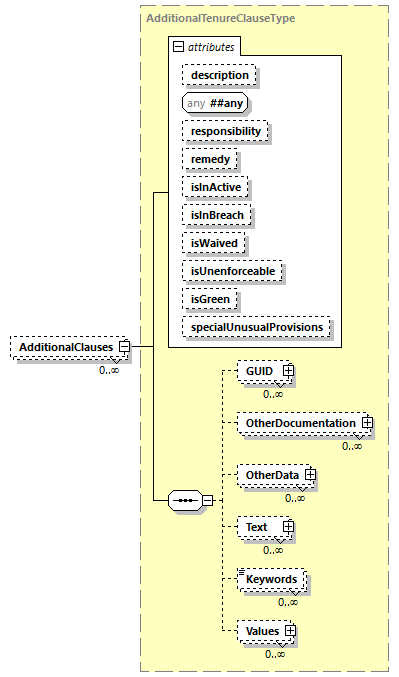 AdditionalTenureClauseType
attributes
description
any ##any
responsibility
remedy
isInActive
isInBreach
isWaived
isUnenforceable
isGreen
specialUnusualProvisions
AdditionalClauses
0..∞
GUID
0..∞
OtherDocumentation
0..∞
OtherData
0..∞
Text
0..∞
Keywords
0..∞
Values
0..∞